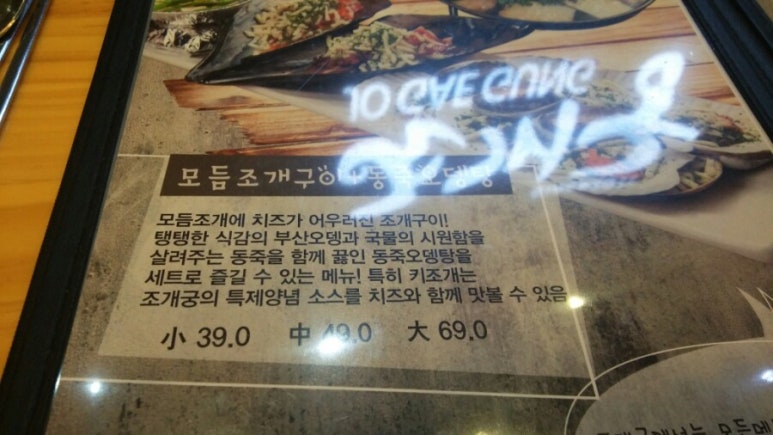 JO GAE GUNG
모듬조개구이+동죽오뎅탕
모듬조개에 치즈가 어우러진 조개구이!
탱탱한 식감의 부산오뎅과 국물의 시원함을
살려주는 동죽을 함께 끓인 동죽오뎅탕을
세트로 즐길 수 있는 메뉴! 특히 키조개는
조개궁의 특제양념 소스를 치즈와 함께 맛볼 수 있음
小 39.0 中 49.0 大 69.0